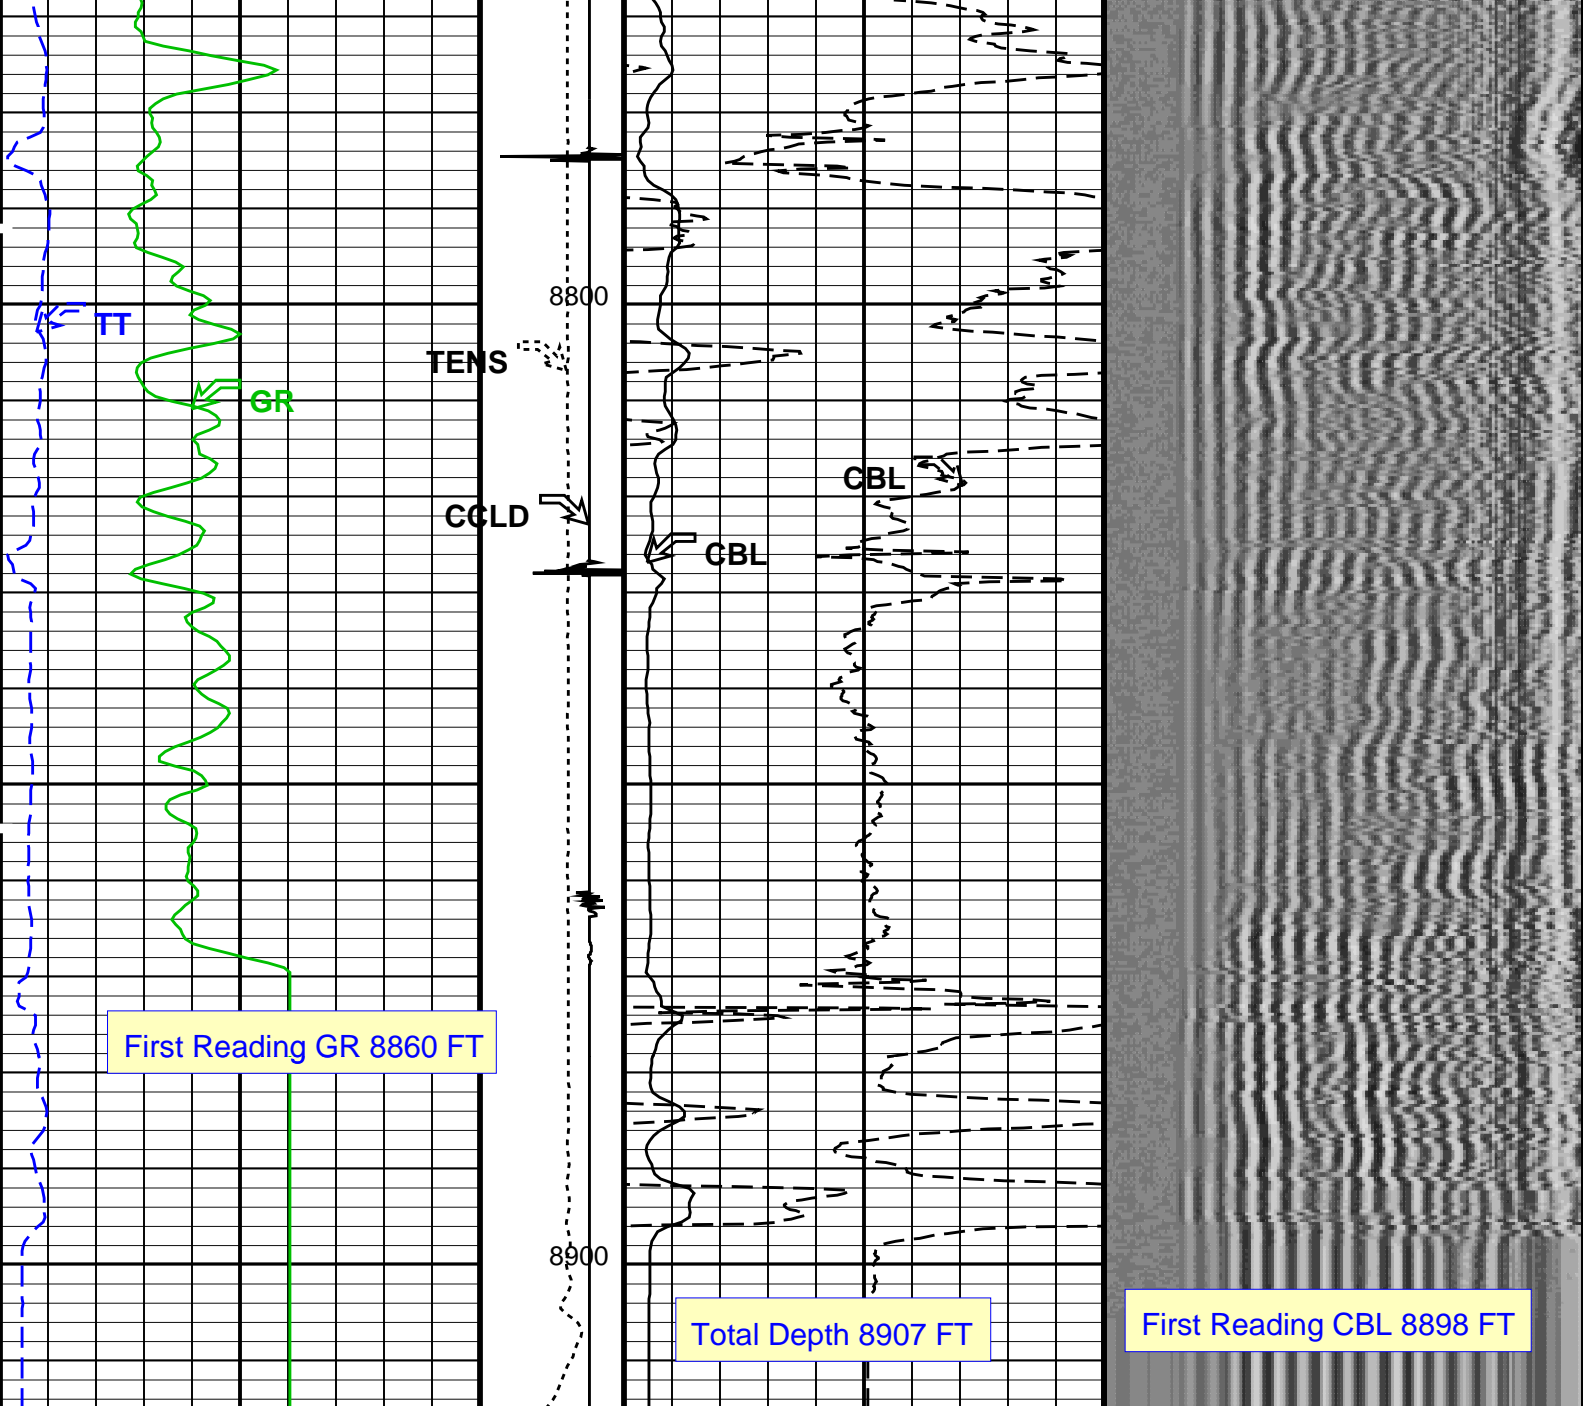 8800
TT
TENS
GR
CBL
CCLD
CBL
First Reading GR 8860 FT
8900
Total Depth 8907 FT
First Reading CBL 8898 FT